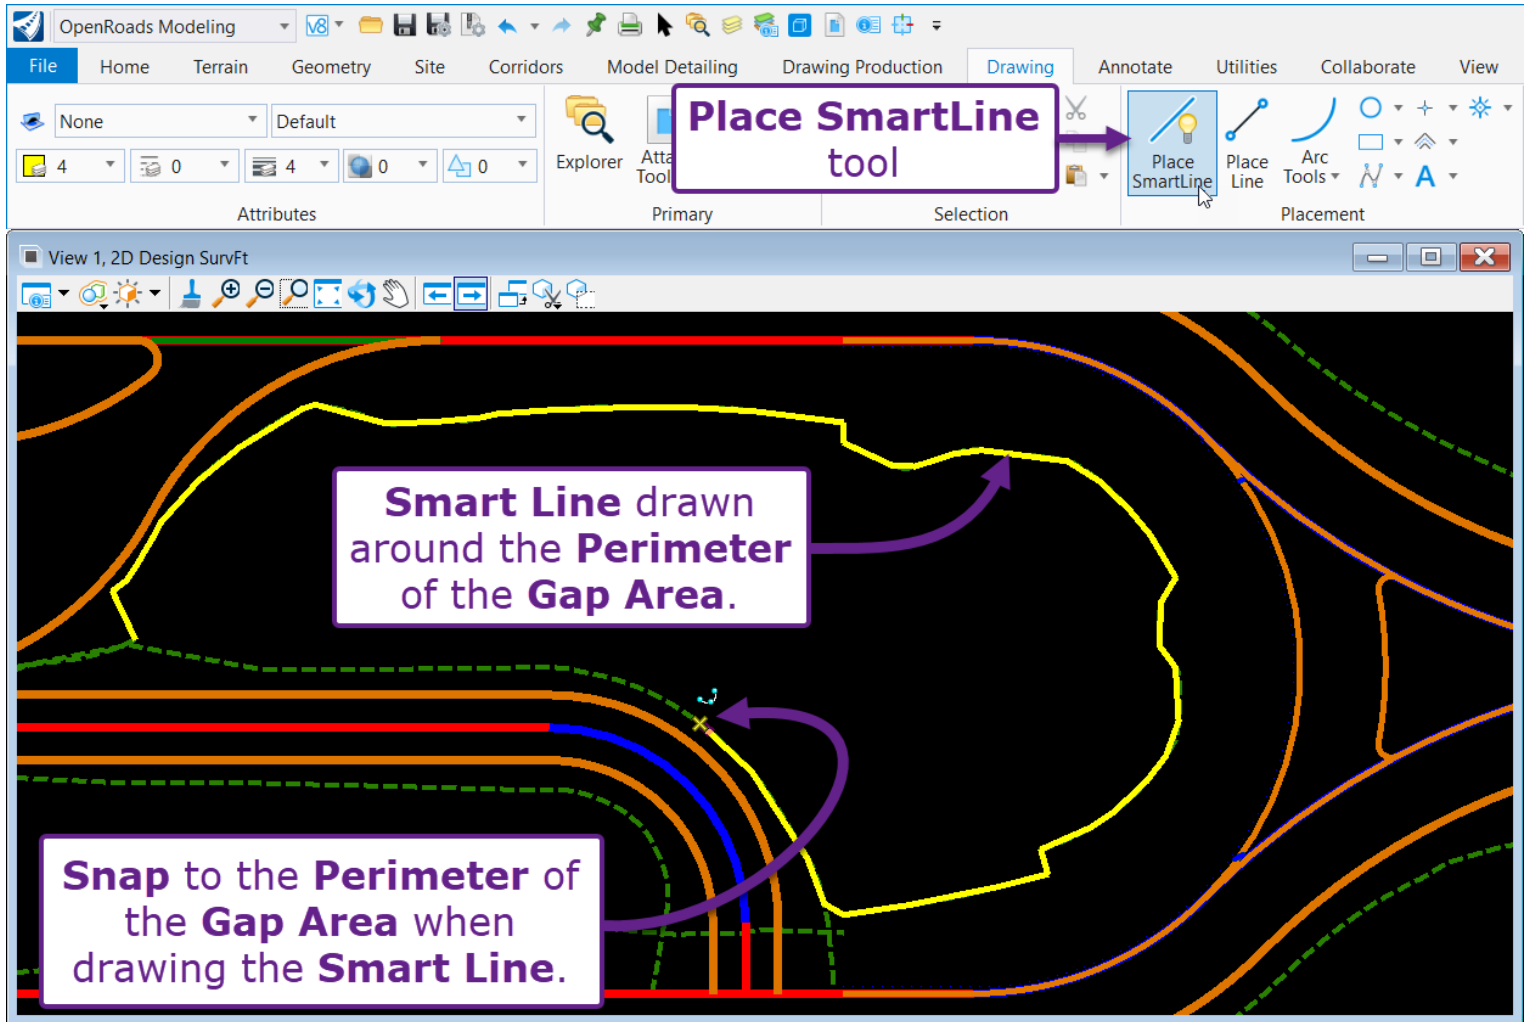 OpenRoads Modeling
V8
File Home Terrain Geometry Site Corridors Model Detailing Drawing Production Drawing Annotate Utilities Collaborate View
None Default
4 0 4 0 0
Attributes
Explorer
Primary
Selection
Place SmartLine
tool
Place
SmartLine
Place
Line
Arc
Tools
A
Placement
View 1, 2D Design SurvFt
Smart Line drawn
around the Perimeter
of the Gap Area.
Snap to the Perimeter of
the Gap Area when
drawing the Smart Line.